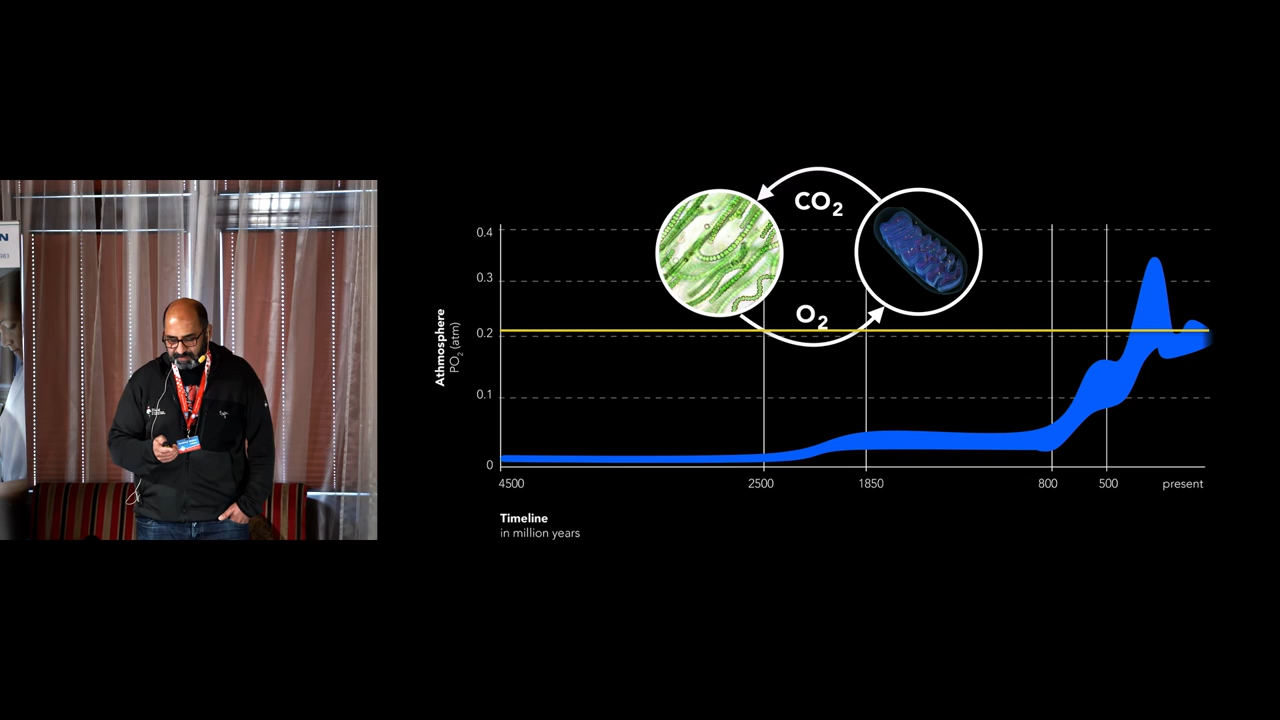 N
CO2
O2
0.4
0.3
0.2
0.1
0
Athmosphere
PO2 (atm)
4500
2500
1850
800
500
present
Timeline
in million years